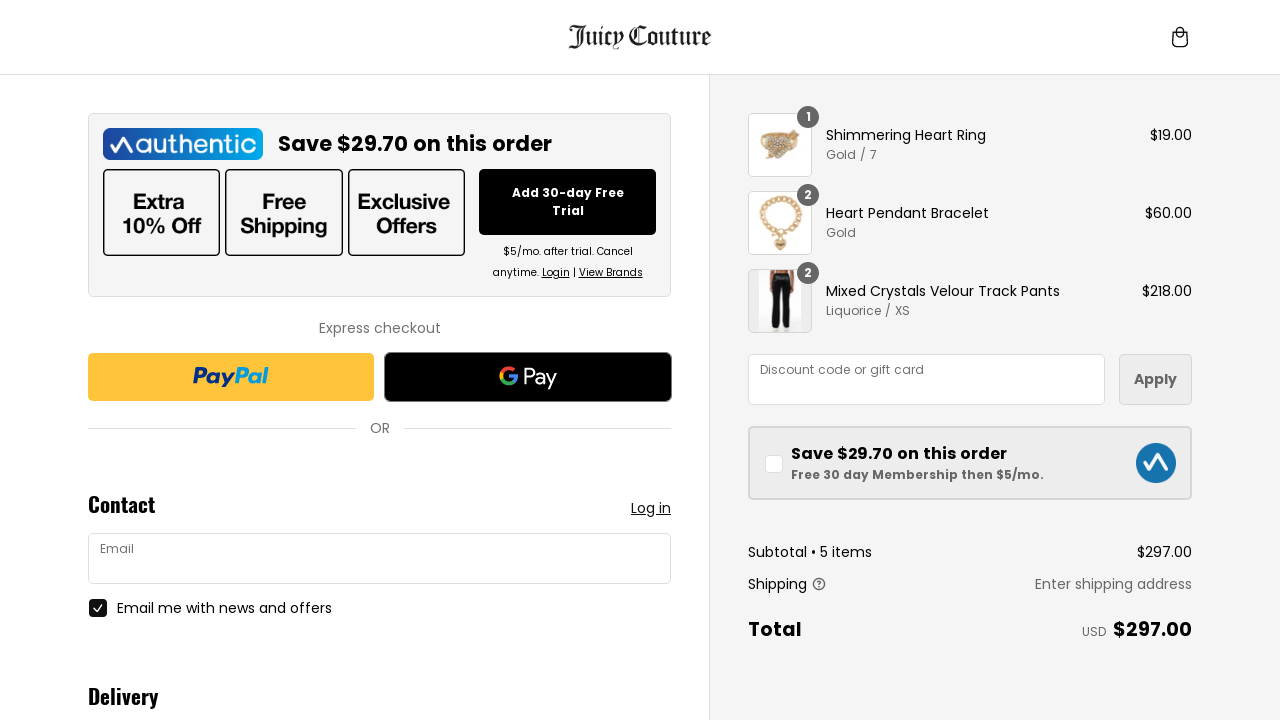 Juicy Couture
authentic
Save $29.70 on this order
Extra
10% Off
Free
Shipping
Exclusive
Offers
Add 30-day Free
Trial
$5/mo. after trial. Cancel
anytime. Login | View Brands
Express checkout
PayPal
G Pay
OR
Contact
Log in
Email
Email me with news and offers
Delivery
1
Shimmering Heart Ring
$19.00
Gold / 7
2
Heart Pendant Bracelet
$60.00
Gold
2
Mixed Crystals Velour Track Pants
$218.00
Liquorice / XS
Discount code or gift card
Apply
Save $29.70 on this order
Free 30 day Membership then $5/mo.
Subtotal • 5 items
$297.00
Shipping
Enter shipping address
Total
USD $297.00